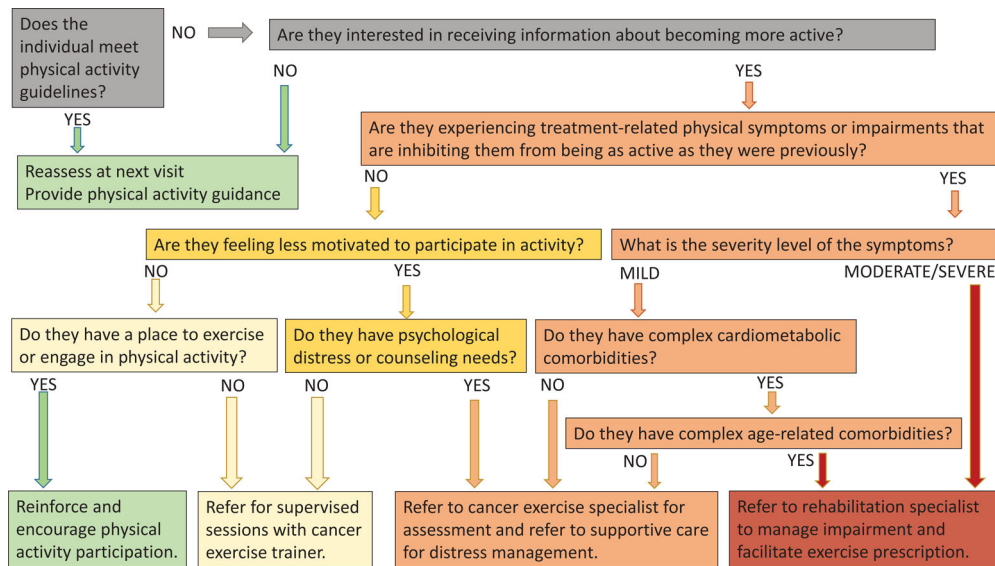 Does the
individual meet
physical activity
guidelines?
NO
Are they interested in receiving information about becoming more active?
YES
NO
YES
Reassess at next visit
Provide physical activity guidance
Are they experiencing treatment-related physical symptoms or impairments that
are inhibiting them from being as active as they were previously?
NO
YES
Are they feeling less motivated to participate in activity?
What is the severity level of the symptoms?
NO
YES
MILD
MODERATE/SEVERE
Do they have a place to exercise
or engage in physical activity?
Do they have psychological
distress or counseling needs?
Do they have complex cardiometabolic
comorbidities?
YES
NO
NO
YES
NO
YES
Do they have complex age-related comorbidities?
NO
YES
Reinforce and
encourage physical
activity participation.
Refer for supervised
sessions with cancer
exercise trainer.
Refer to cancer exercise specialist for
assessment and refer to supportive care
for distress management.
Refer to rehabilitation specialist
to manage impairment and
facilitate exercise prescription.